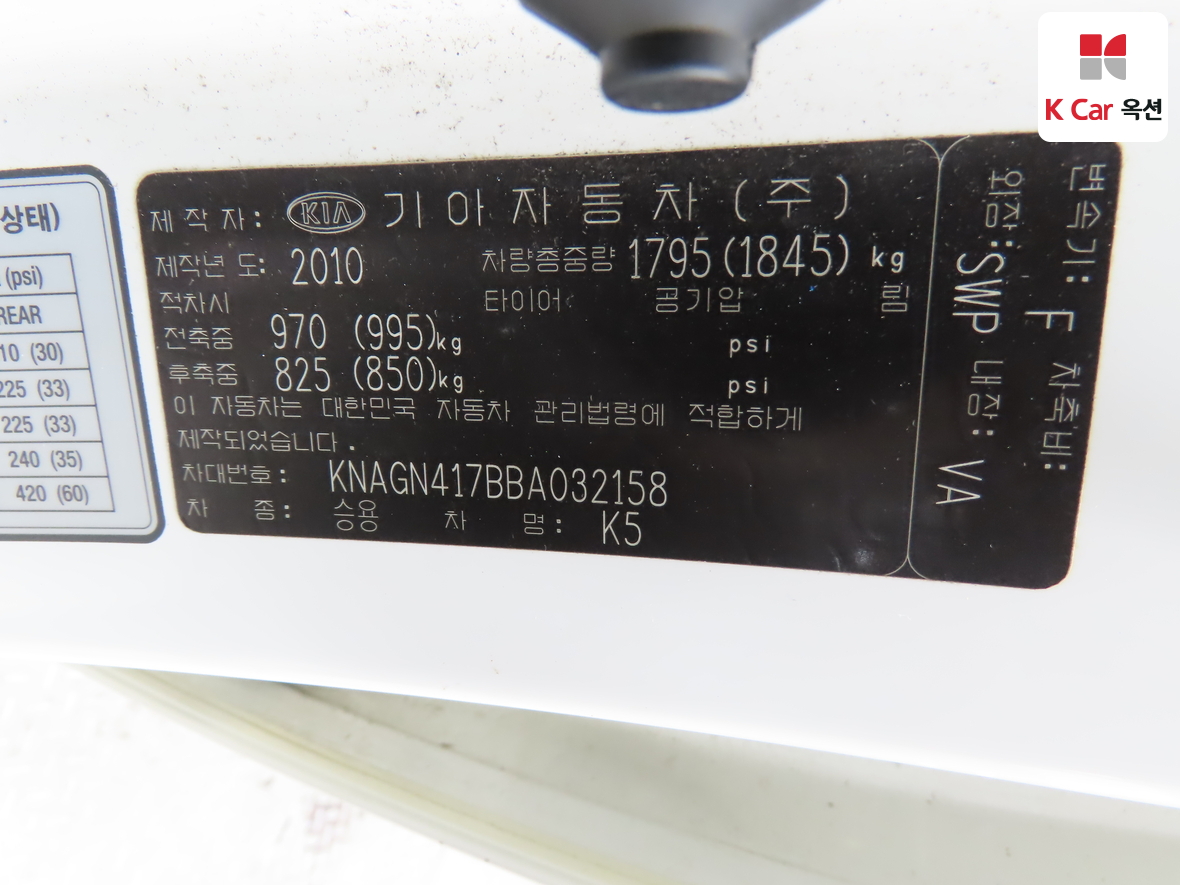 K Car 옥션
상태)
(psi)
REAR
10 (30)
225 (33)
225 (33)
240 (35)
420 (60)
제 작 자: KIA 기 아 자 동 차 (주)
제작년 도: 2010 차량총중량 1795(1845) kg
적차시 타이어 공기압 림
전축중 970 (995)kg psi
후축중 825 (850)kg psi
이 자동차는 대한민국 자동차 관리법령에 적합하게
제작되었습니다.
차대번호: KNAGN417BBA032158
차 종: 승용 차 명: K5
변속기: F 차축비:
외장:SWP 내장: VA